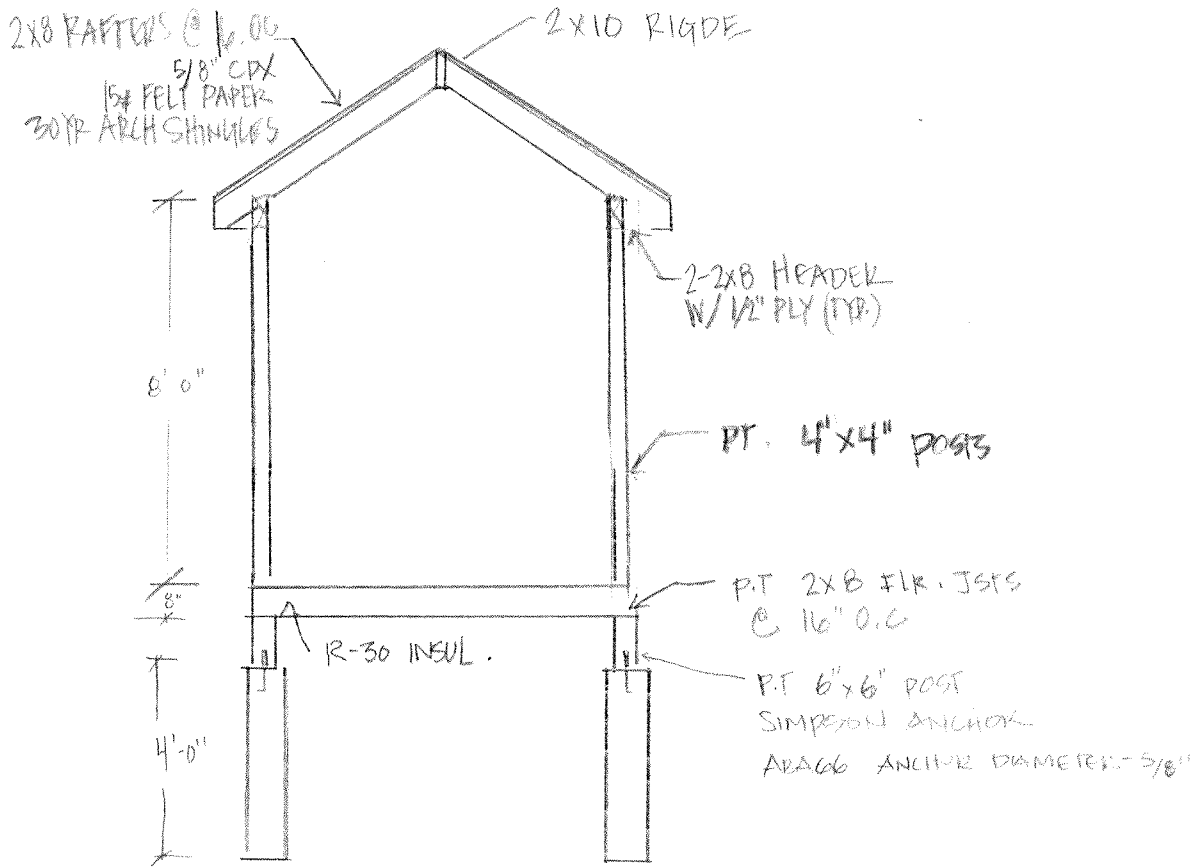 2X8 RAFTERS @ 16.OC
5/8" CDX
15# FELT PAPER
30YR ARCH SHINGLES
2X10 RIGDE
2-2X8 HEADER
W/ 1/2" PLY (TYP.)
8' 0"
PT. 4"X4" POSTS
8"
P.T 2X8 FLR. JSTS
@ 16" O.C
R-30 INSUL.
P.T 6"x6" POST
SIMPSON ANCHOR
ABA66 ANCHOR DIAMETER-5/8"
4'-0"